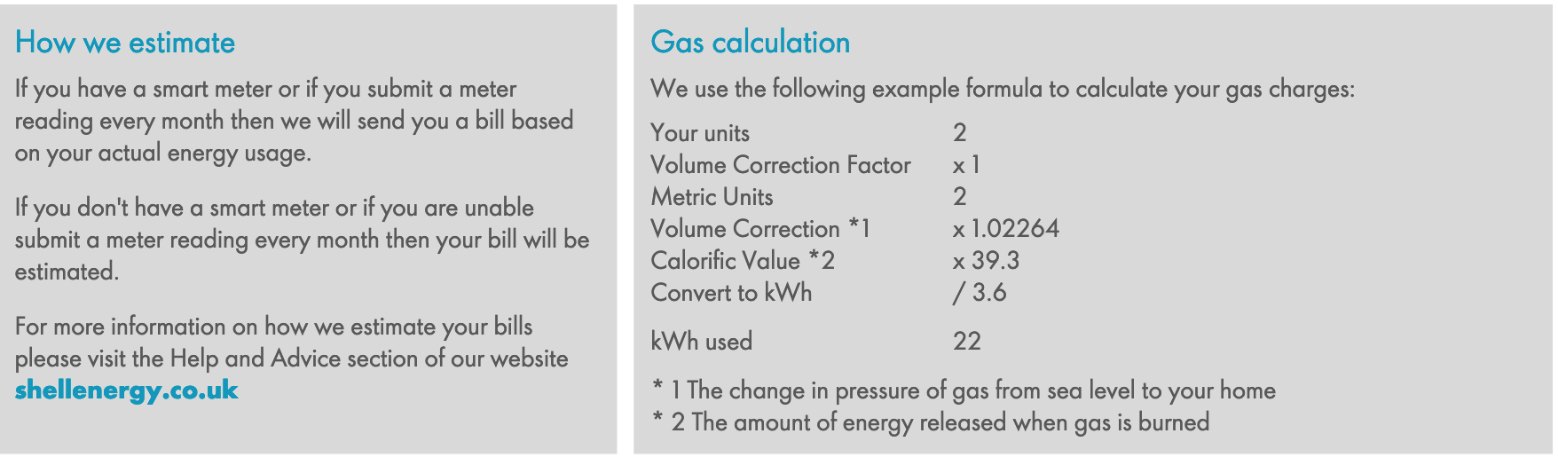 How we estimate
If you have a smart meter or if you submit a meter
reading every month then we will send you a bill based
on your actual energy usage.
If you don't have a smart meter or if you are unable
submit a meter reading every month then your bill will be
estimated.
For more information on how we estimate your bills
please visit the Help and Advice section of our website
shellenergy.co.uk
Gas calculation
We use the following example formula to calculate your gas charges:
Your units 2
Volume Correction Factor x 1
Metric Units 2
Volume Correction *1 x 1.02264
Calorific Value *2 x 39.3
Convert to kWh / 3.6
kWh used 22
* 1 The change in pressure of gas from sea level to your home
* 2 The amount of energy released when gas is burned